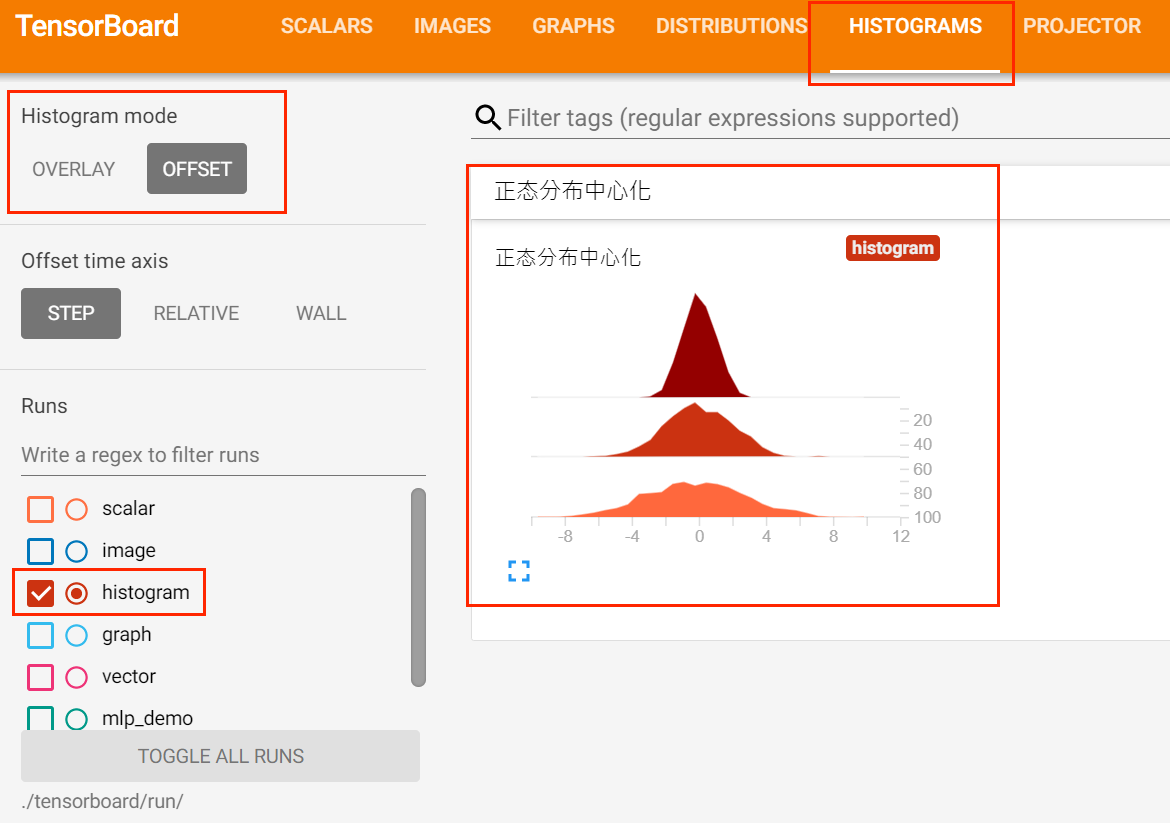 TensorBoard
SCALARS IMAGES GRAPHS DISTRIBUTIONS HISTOGRAMS PROJECTOR
Histogram mode
OVERLAY OFFSET
Offset time axis
STEP RELATIVE WALL
Runs
Write a regex to filter runs
scalar
image
histogram
graph
vector
mlp_demo
TOGGLE ALL RUNS
./tensorboard/run/
Filter tags (regular expressions supported)
正态分布中心化
正态分布中心化
histogram
20
40
60
80
100
-8 -4 0 4 8 12